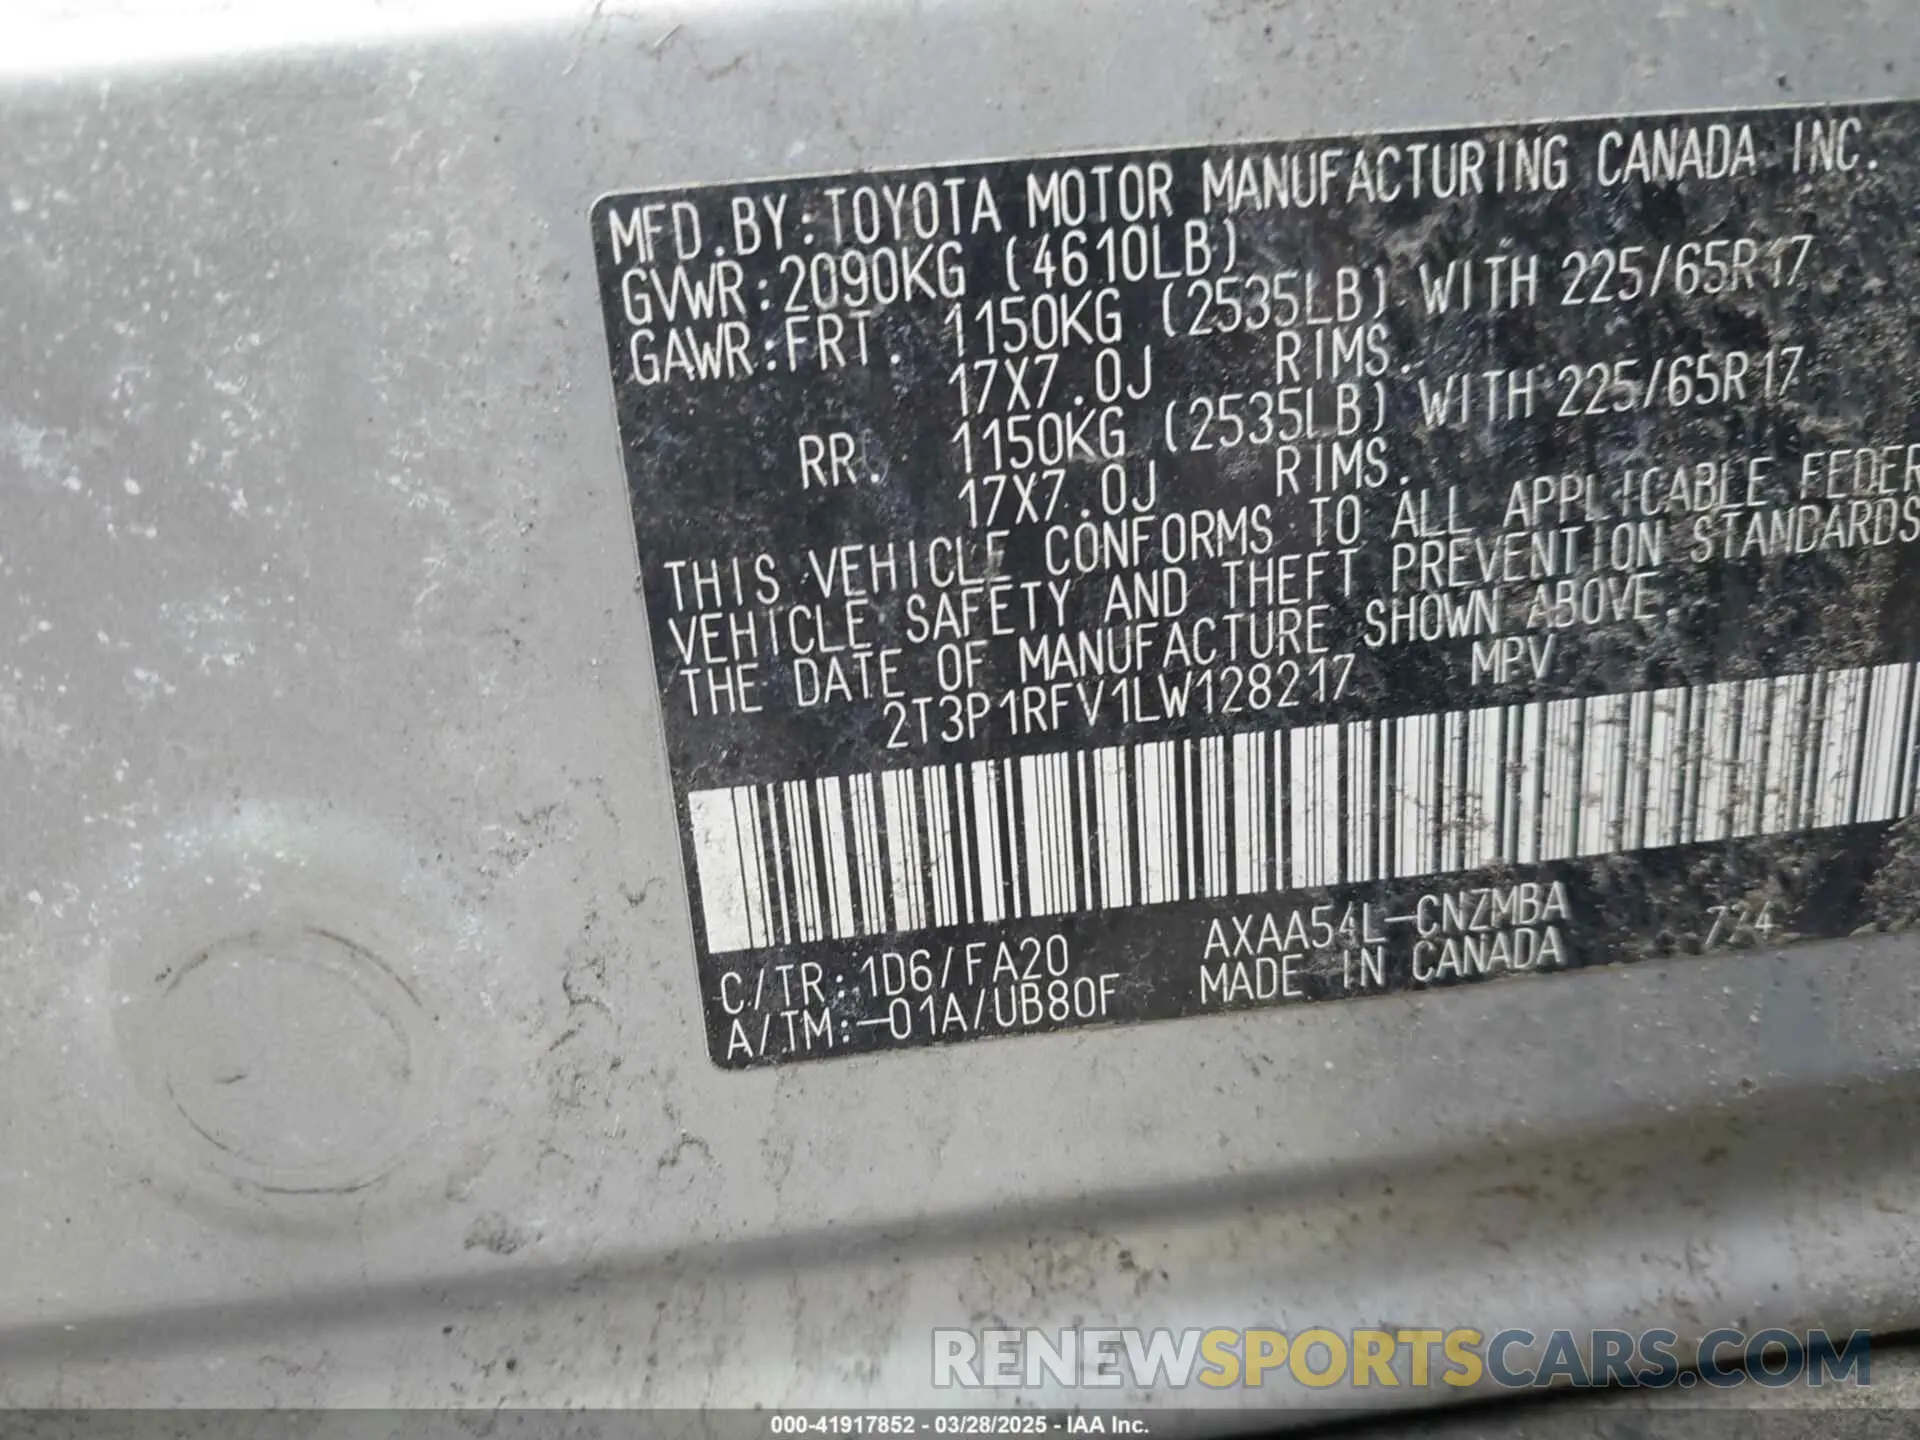 MFD.BY:TOYOTA MOTOR MANUFACTURING CANADA INC.
GVWR:2090KG (4610LB)
GAWR:FRT. 1150KG (2535LB) WITH 225/65R17
17X7.0J RIMS.
RR. 1150KG (2535LB) WITH 225/65R17
17X7.0J RIMS.
THIS VEHICLE CONFORMS TO ALL APPLICABLE FEDER
VEHICLE SAFETY AND THEFT PREVENTION STANDARDS
THE DATE OF MANUFACTURE SHOWN ABOVE.
2T3P1RFV1LW128217 MPV
C/TR:1D6/FA20 AXAA54L-CNZMBA
A/TM:-01A/UB80F MADE IN CANADA
RENEWSPORTSCARS.COM
000-41917852 - 03/28/2025 - IAA Inc.